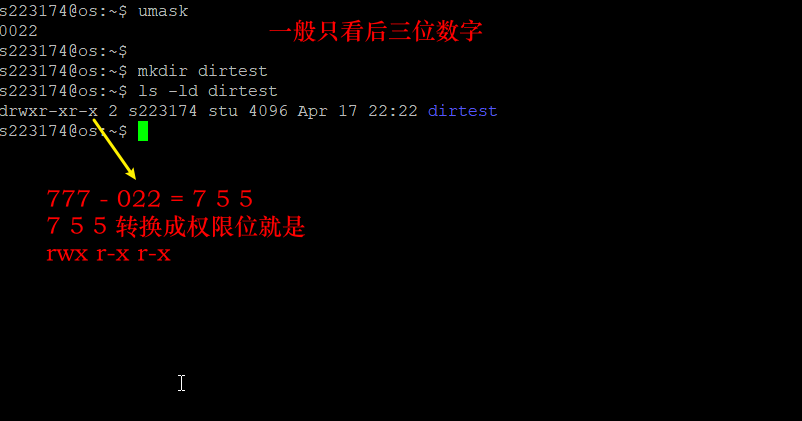 s223174@os:~$ umask
0022
一般只看后三位数字
s223174@os:~$
s223174@os:~$ mkdir dirtest
s223174@os:~$ ls -ld dirtest
drwxr-xr-x 2 s223174 stu 4096 Apr 17 22:22 dirtest
s223174@os:~$
777 - 022 = 7 5 5
7 5 5 转换成权限位就是
rwx r-x r-x